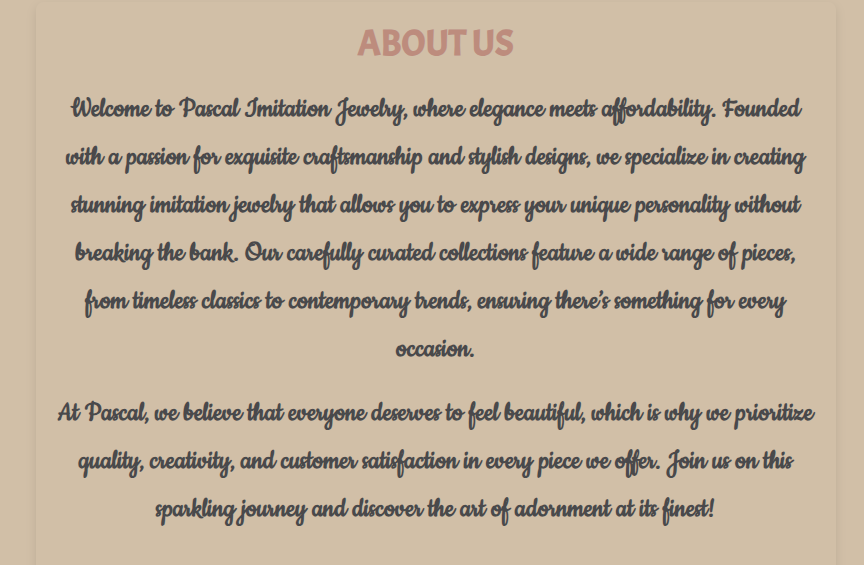 ABOUT US
Welcome to Pascal Imitation Jewelry, where elegance meets affordability. Founded
with a passion for exquisite craftsmanship and stylish designs, we specialize in creating
stunning imitation jewelry that allows you to express your unique personality without
breaking the bank. Our carefully curated collections feature a wide range of pieces,
from timeless classics to contemporary trends, ensuring there's something for every
occasion.
At Pascal, we believe that everyone deserves to feel beautiful, which is why we prioritize
quality, creativity, and customer satisfaction in every piece we offer. Join us on this
sparkling journey and discover the art of adornment at its finest!